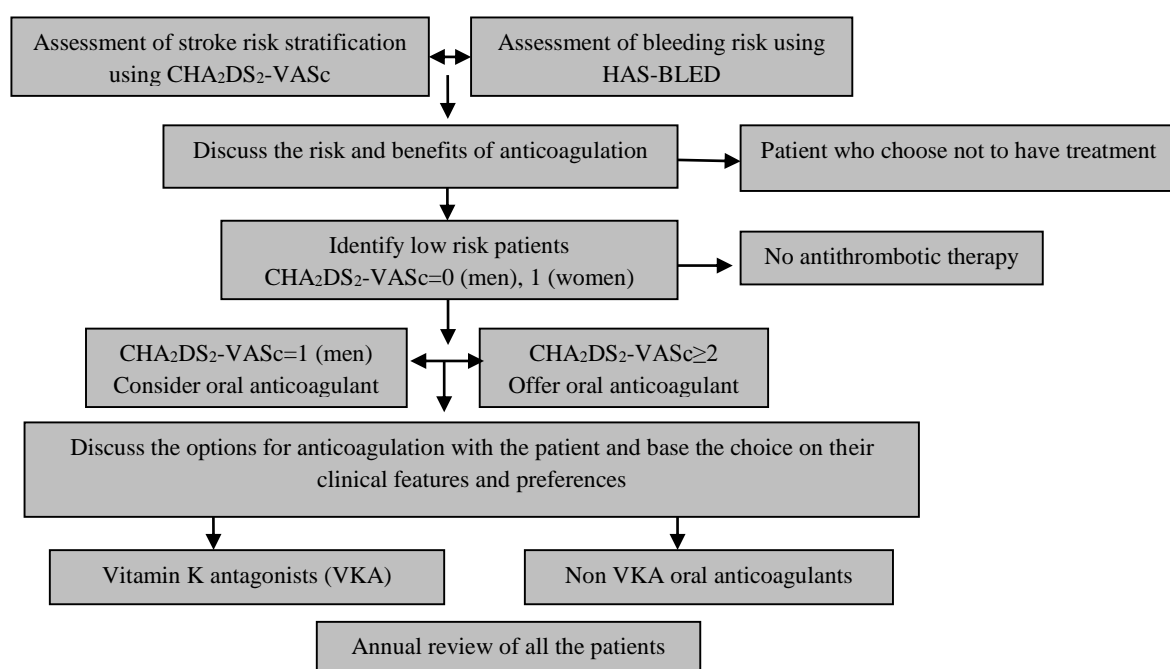 Assessment of stroke risk stratification
using CHA₂DS₂-VASc
Assessment of bleeding risk using
HAS-BLED
Discuss the risk and benefits of anticoagulation
Patient who choose not to have treatment
Identify low risk patients
CHA₂DS₂-VASc=0 (men), 1 (women)
No antithrombotic therapy
CHA₂DS₂-VASc=1 (men)
Consider oral anticoagulant
CHA₂DS₂-VASc≥2
Offer oral anticoagulant
Discuss the options for anticoagulation with the patient and base the choice on their
clinical features and preferences
Vitamin K antagonists (VKA)
Non VKA oral anticoagulants
Annual review of all the patients